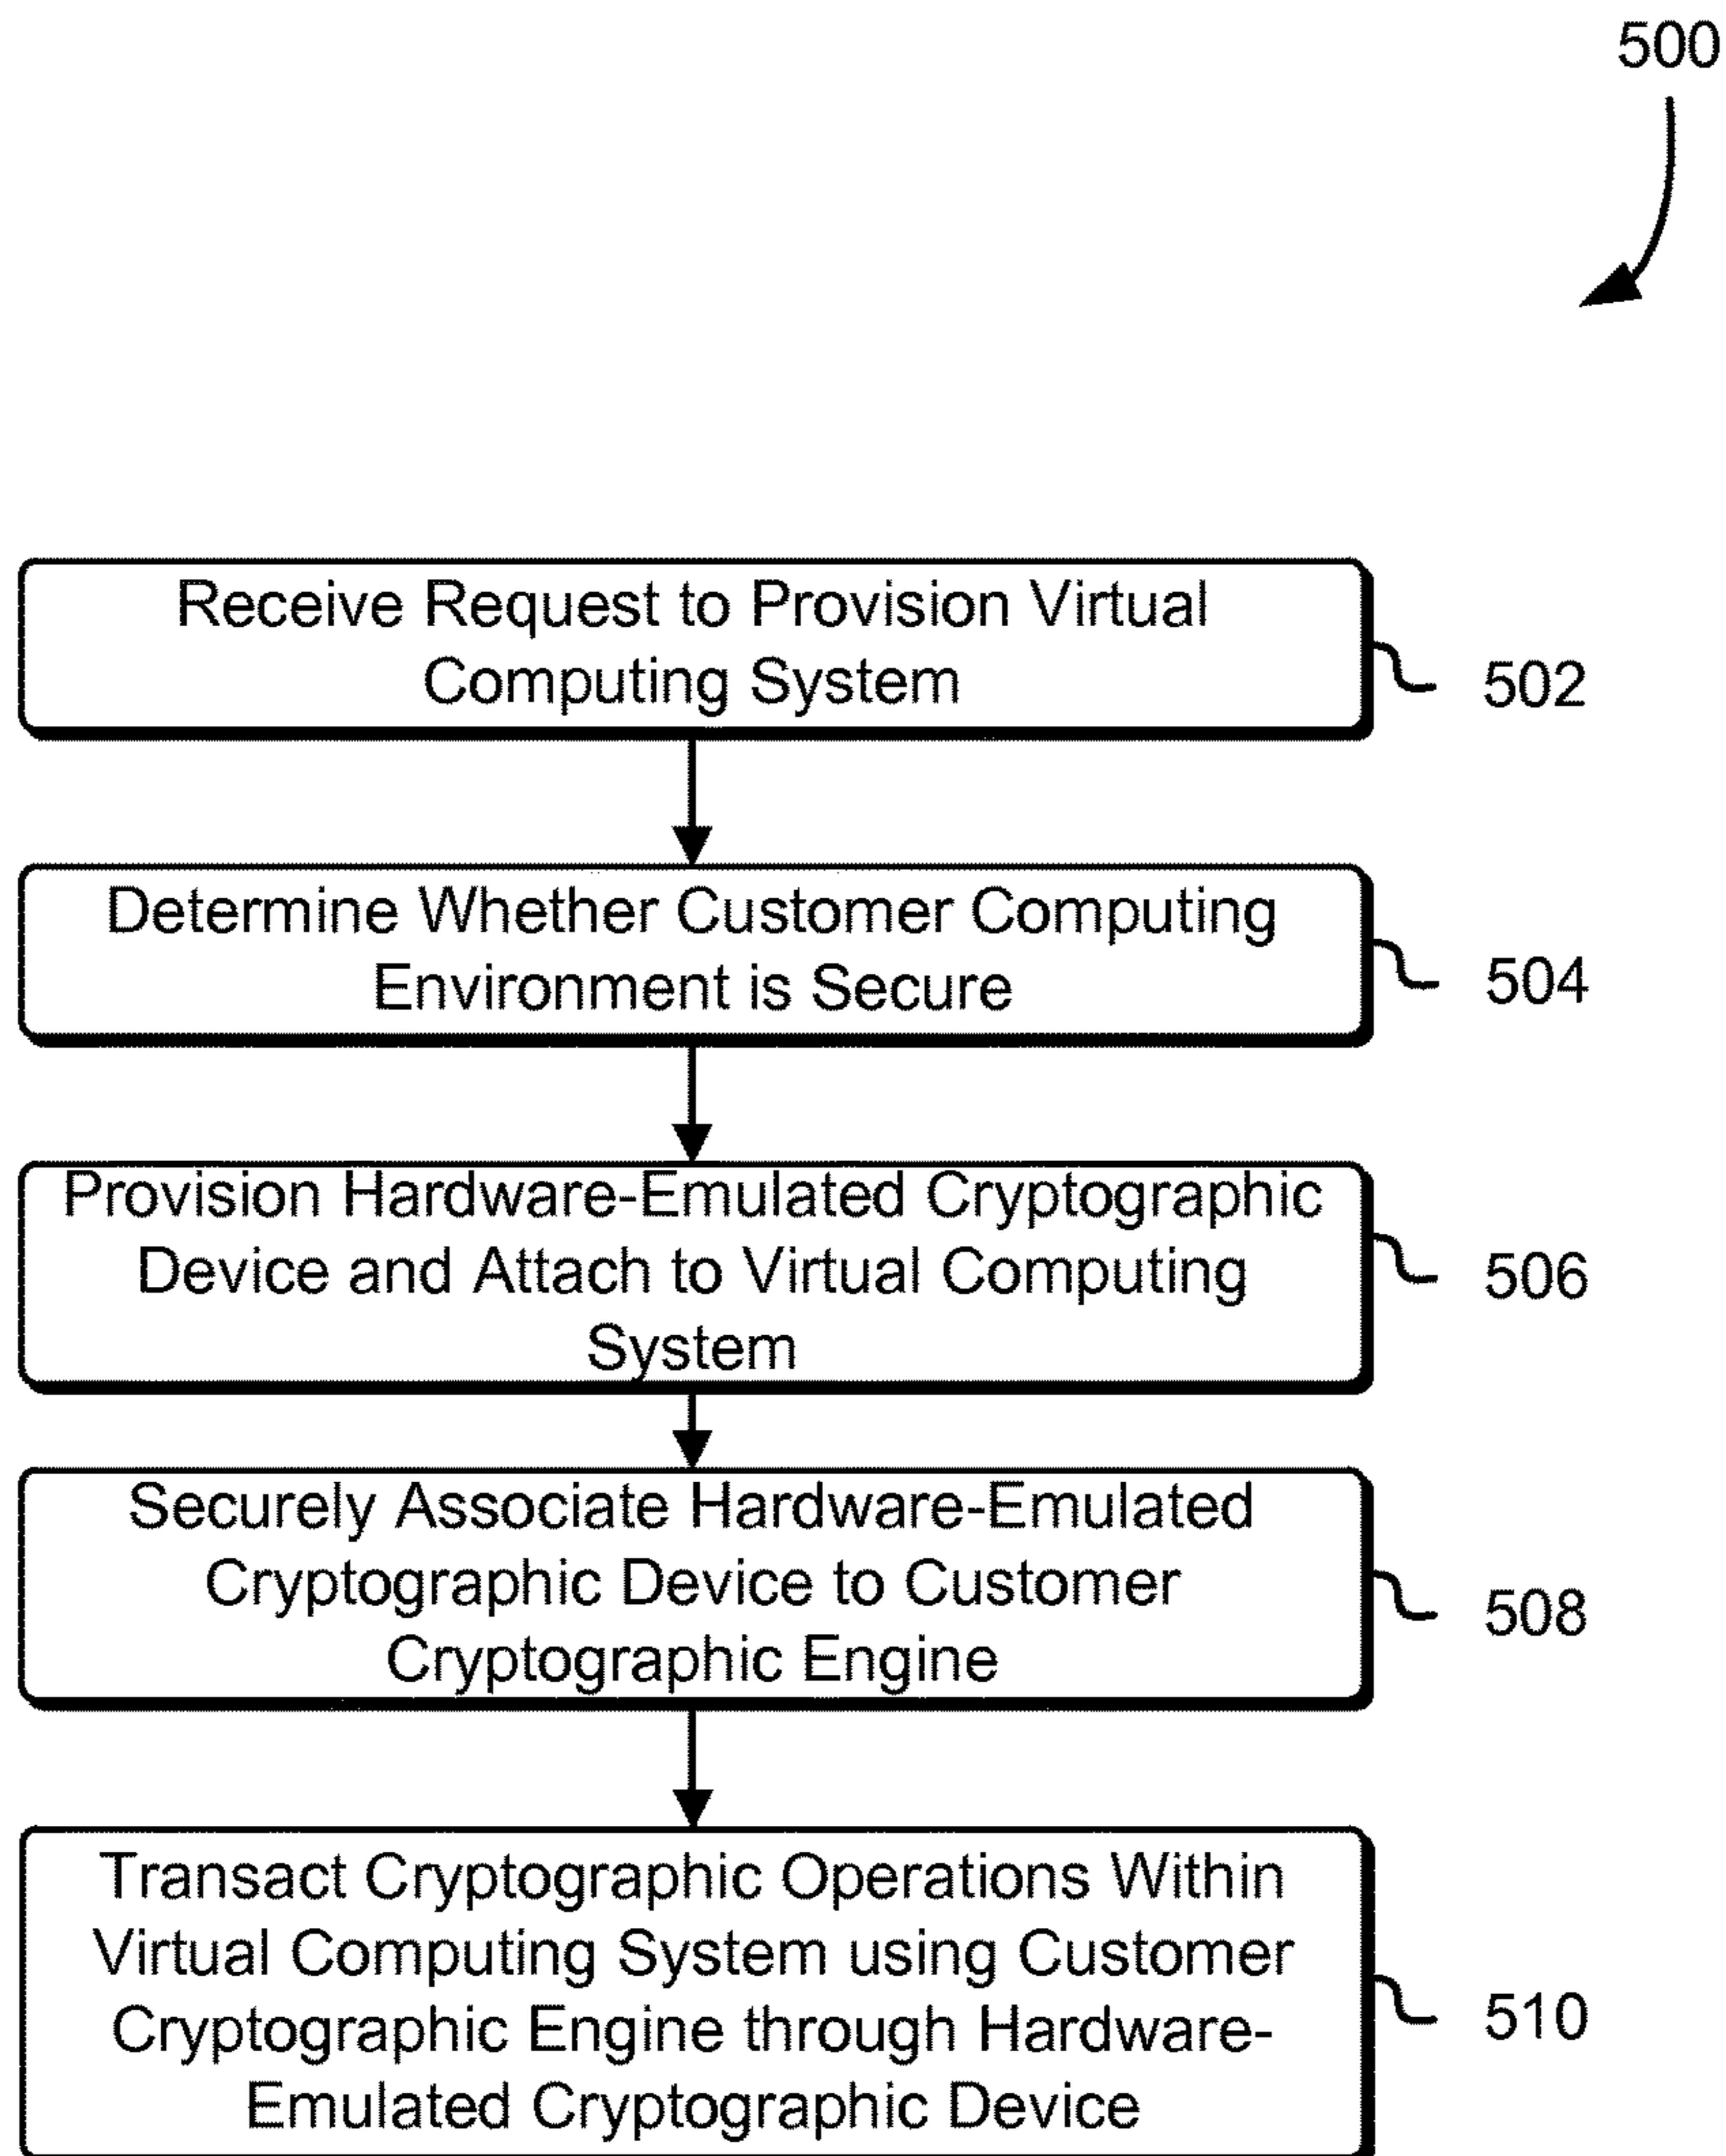 500
Receive Request to Provision Virtual
Computing System
502
Determine Whether Customer Computing
Environment is Secure
504
Provision Hardware-Emulated Cryptographic
Device and Attach to Virtual Computing
System
506
Securely Associate Hardware-Emulated
Cryptographic Device to Customer
Cryptographic Engine
508
Transact Cryptographic Operations Within
Virtual Computing System using Customer
Cryptographic Engine through Hardware-
Emulated Cryptographic Device
510